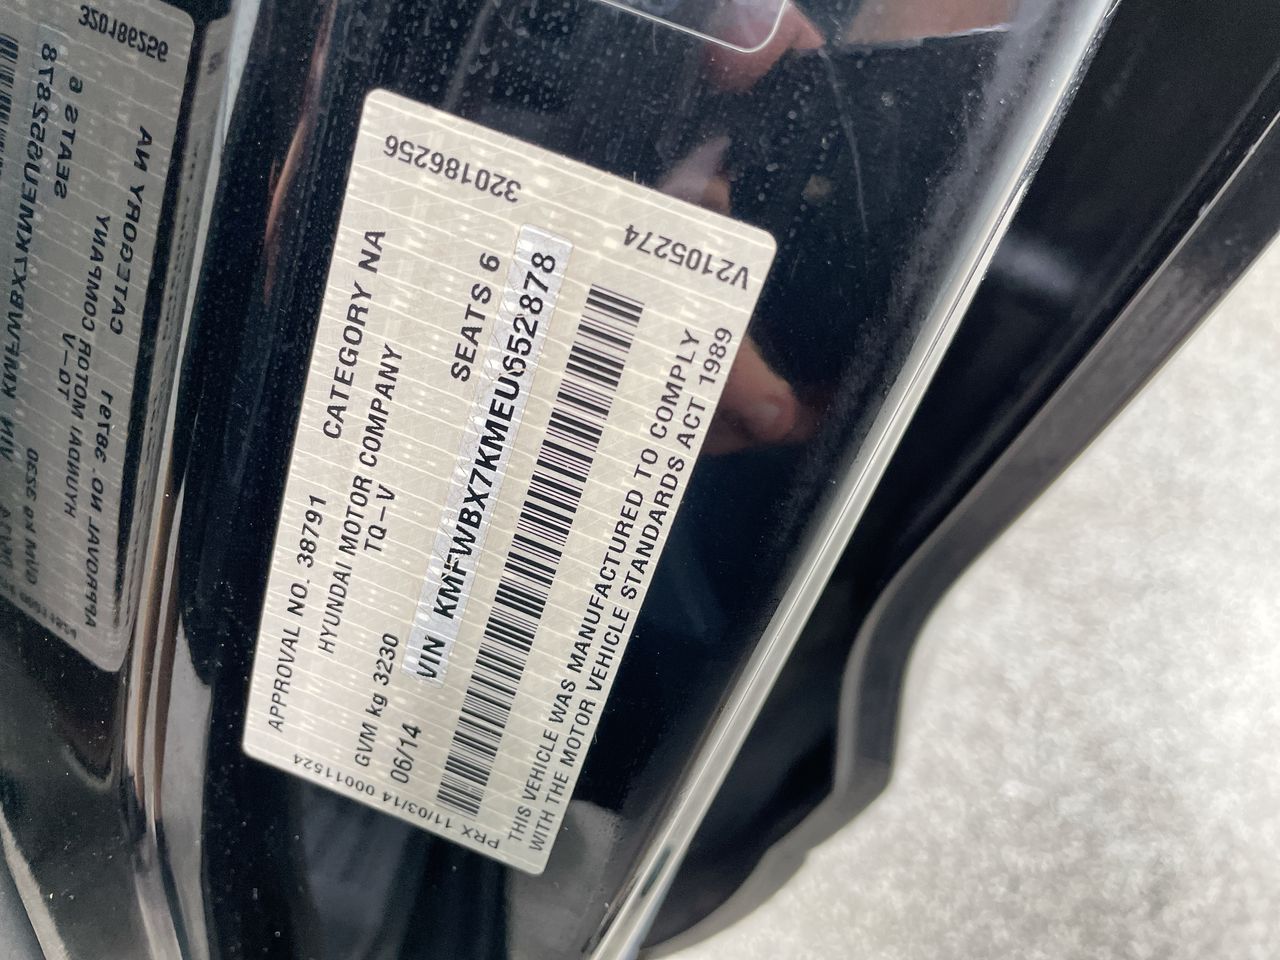 APPROVAL NO. 38791 CATEGORY NA
HYUNDAI MOTOR COMPANY
TQ-V
GVM kg 3230 SEATS 6
06/14 VIN KMFWBX7KMEU652878
THIS VEHICLE WAS MANUFACTURED TO COMPLY
WITH THE MOTOR VEHICLE STANDARDS ACT 1989
320186256
V2105274
PRX 11/03/14 00011524